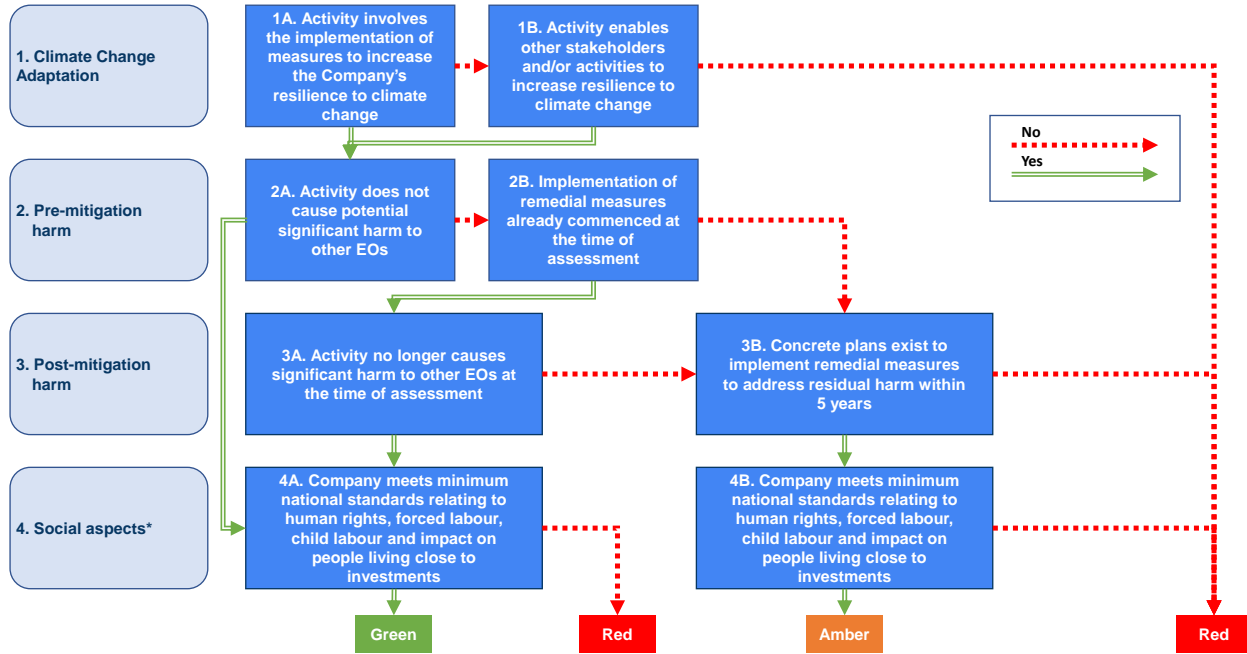 1. Climate Change
Adaptation
1A. Activity involves
the implementation of
measures to increase
the Company's
resilience to climate
change
1B. Activity enables
other stakeholders
and/or activities to
increase resilience to
climate change
No
Yes
2. Pre-mitigation
harm
2A. Activity does not
cause potential
significant harm to
other EOs
2B. Implementation of
remedial measures
already commenced at
the time of
assessment
3. Post-mitigation
harm
3A. Activity no longer causes
significant harm to other EOs at
the time of assessment
3B. Concrete plans exist to
implement remedial measures
to address residual harm within
5 years
4. Social aspects*
4A. Company meets minimum
national standards relating to
human rights, forced labour,
child labour and impact on
people living close to
investments
4B. Company meets minimum
national standards relating to
human rights, forced labour,
child labour and impact on
people living close to
investments
Green
Red
Amber
Red